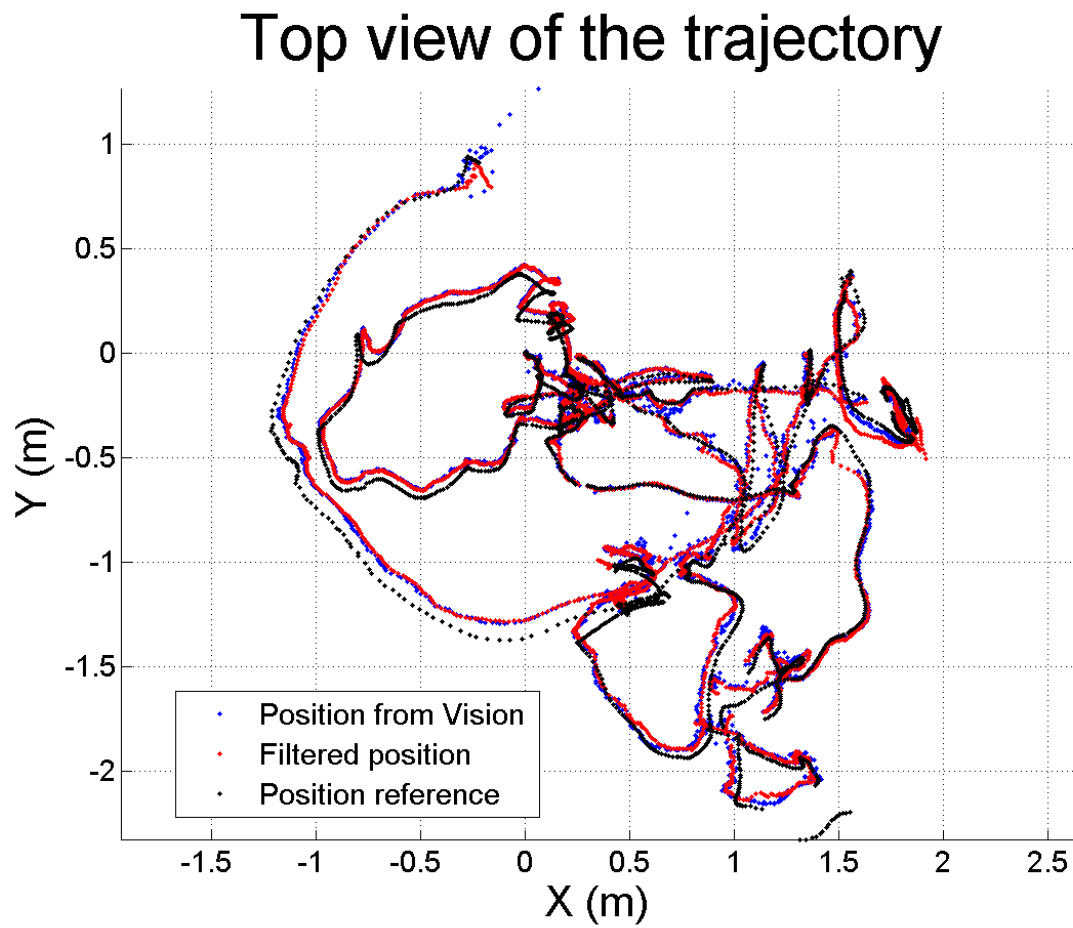 Top view of the trajectory
1
0.5
0
-0.5
-1
-1.5
-2
Y (m)
Position from Vision
Filtered position
Position reference
-1.5 -1 -0.5 0 0.5 1 1.5 2 2.5
X (m)